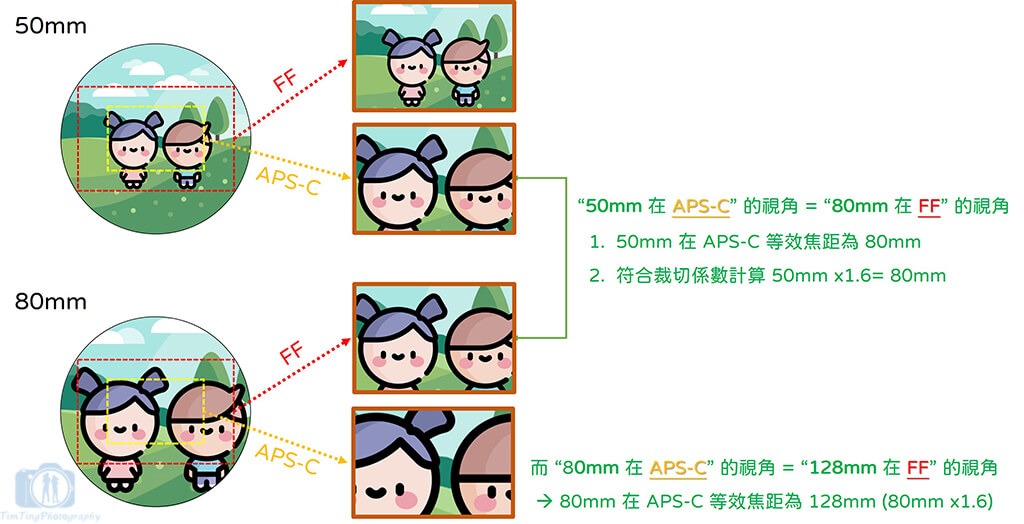 50mm
FF
APS-C
“50mm 在 APS-C” 的視角 = “80mm 在 FF” 的視角
1. 50mm 在 APS-C 等效焦距為 80mm
2. 符合裁切係數計算 50mm x1.6= 80mm
80mm
FF
APS-C
而 “80mm 在 APS-C” 的視角 = “128mm 在 FF” 的視角
→ 80mm 在 APS-C 等效焦距為 128mm (80mm x1.6)
TimTingPhotography